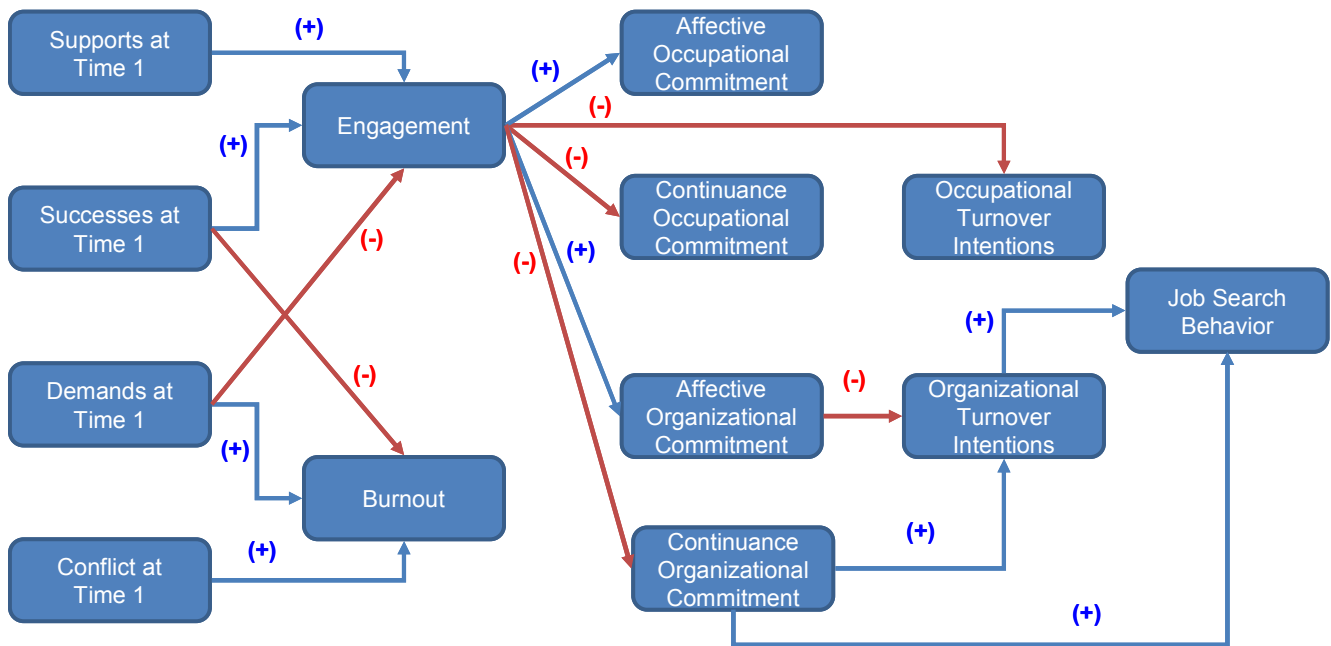 Supports at
Time 1
(+)
Affective
Occupational
Commitment
(+)
(-)
Engagement
(+)
(-)
Successes at
Time 1
Continuance
Occupational
Commitment
Occupational
Turnover
Intentions
(-)
(+)
(-)
Job Search
Behavior
(+)
Demands at
Time 1
(-)
Affective
Organizational
Commitment
(-)
Organizational
Turnover
Intentions
(+)
Burnout
Conflict at
Time 1
(+)
Continuance
Organizational
Commitment
(+)
(+)